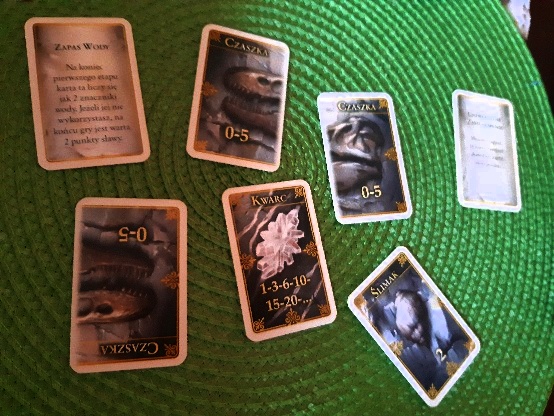 Zapas Wody
Na koniec
pierwszego etapu
karta ta liczy się
jak 2 znaczniki
wody. Jeżeli jej nie
wykorzystasz, na
końcu gry jest warta
2 punkty sławy.
Czaszka
0-5
Czaszka
0-5
0-5
Czaszka
Kwarc
1-3-6-10-
15-20-...
Ślimak
2